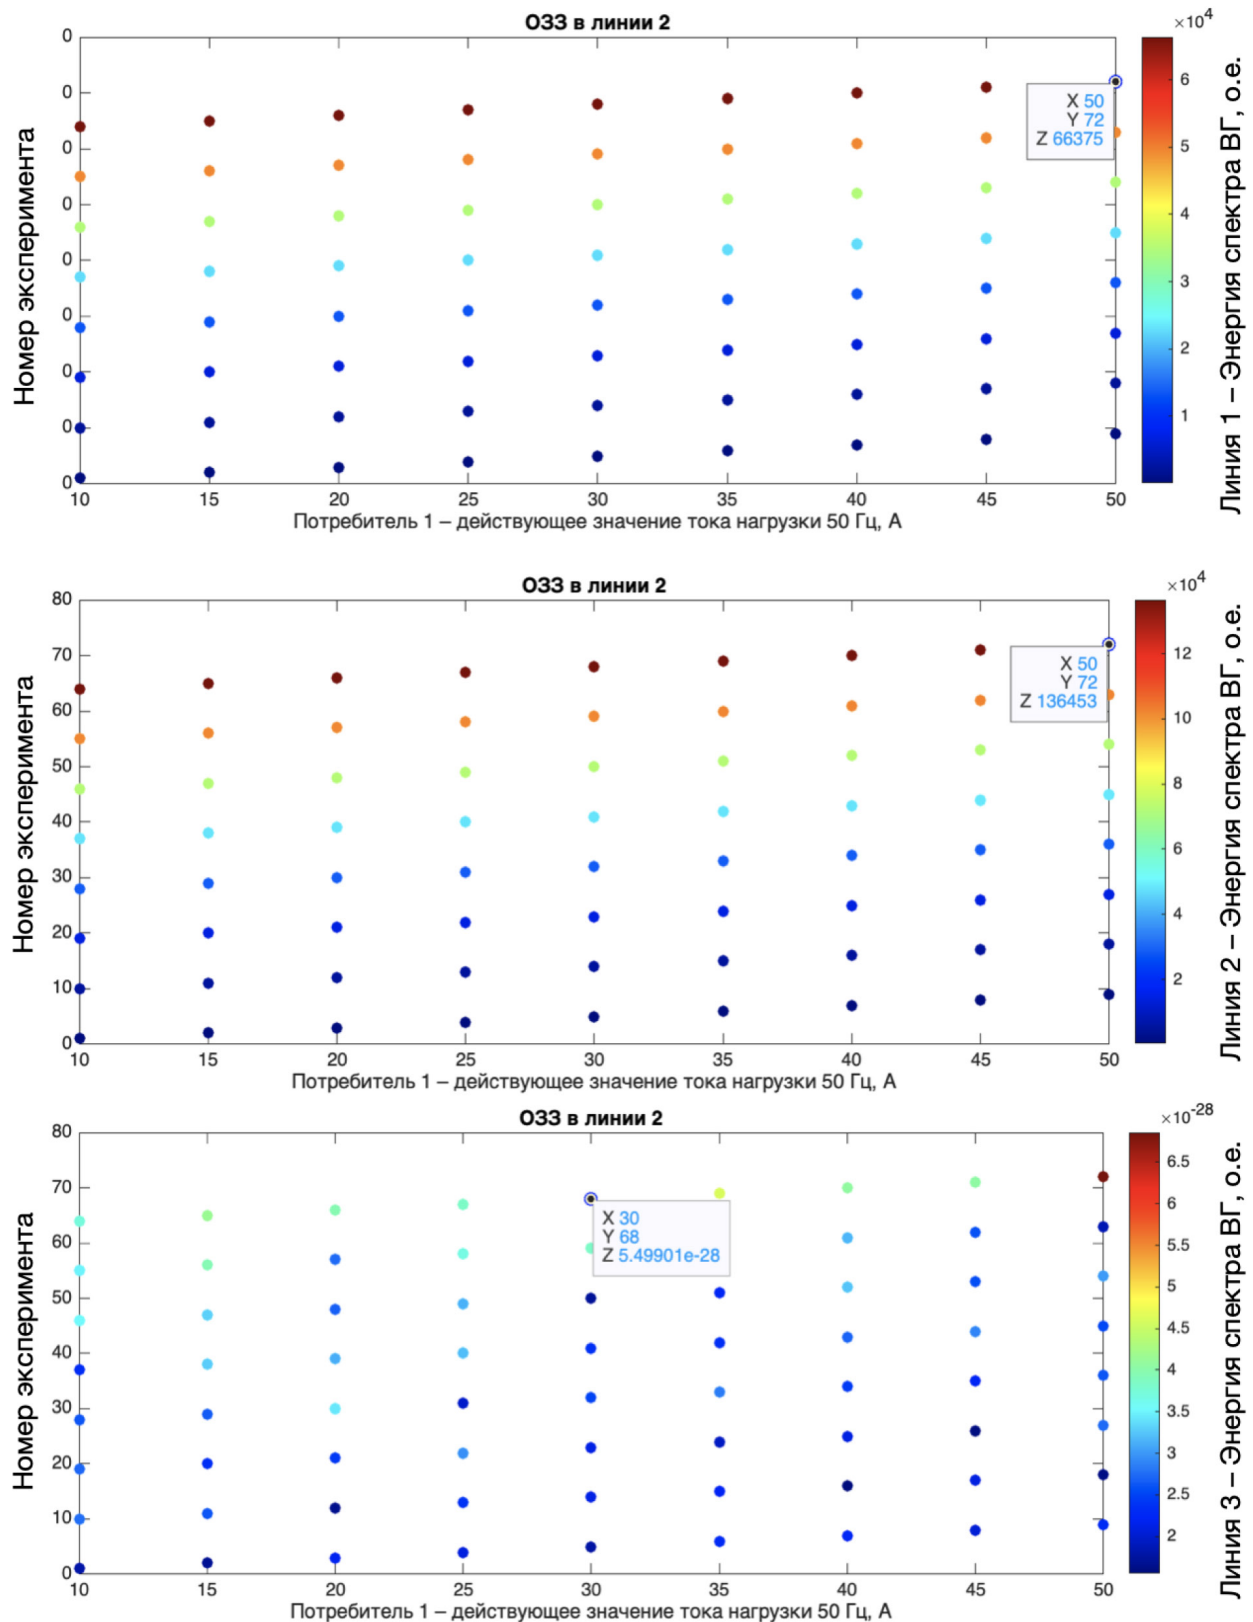 ОЗЗ в линии 2
×10⁴
0
0
0
0
0
0
0
0
0
10 15 20 25 30 35 40 45 50
6
5
4
3
2
1
X 50
Y 72
Z 66375
Номер эксперимента
Потребитель 1 – действующее значение тока нагрузки 50 Гц, А
Линия 1 – Энергия спектра ВГ, о.е.
ОЗЗ в линии 2
×10⁴
80
70
60
50
40
30
20
10
0
10 15 20 25 30 35 40 45 50
12
10
8
6
4
2
X 50
Y 72
Z 136453
Номер эксперимента
Потребитель 1 – действующее значение тока нагрузки 50 Гц, А
Линия 2 – Энергия спектра ВГ, о.е.
ОЗЗ в линии 2
×10⁻²⁸
80
70
60
50
40
30
20
10
0
10 15 20 25 30 35 40 45 50
6.5
6
5.5
5
4.5
4
3.5
3
2.5
2
X 30
Y 68
Z 5.49901e-28
Номер эксперимента
Потребитель 1 – действующее значение тока нагрузки 50 Гц, А
Линия 3 – Энергия спектра ВГ, о.е.